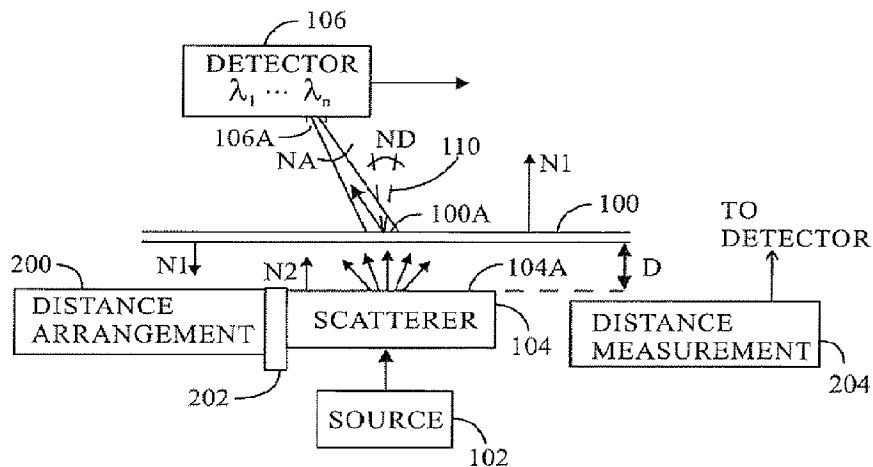 106
DETECTOR
λ1 ··· λn
106A
ND
110
NA
N1
100A
100
TO
DETECTOR
200
N1
N2
104A
D
DISTANCE
ARRANGEMENT
SCATTERER
104
DISTANCE
MEASUREMENT
202
204
SOURCE
102